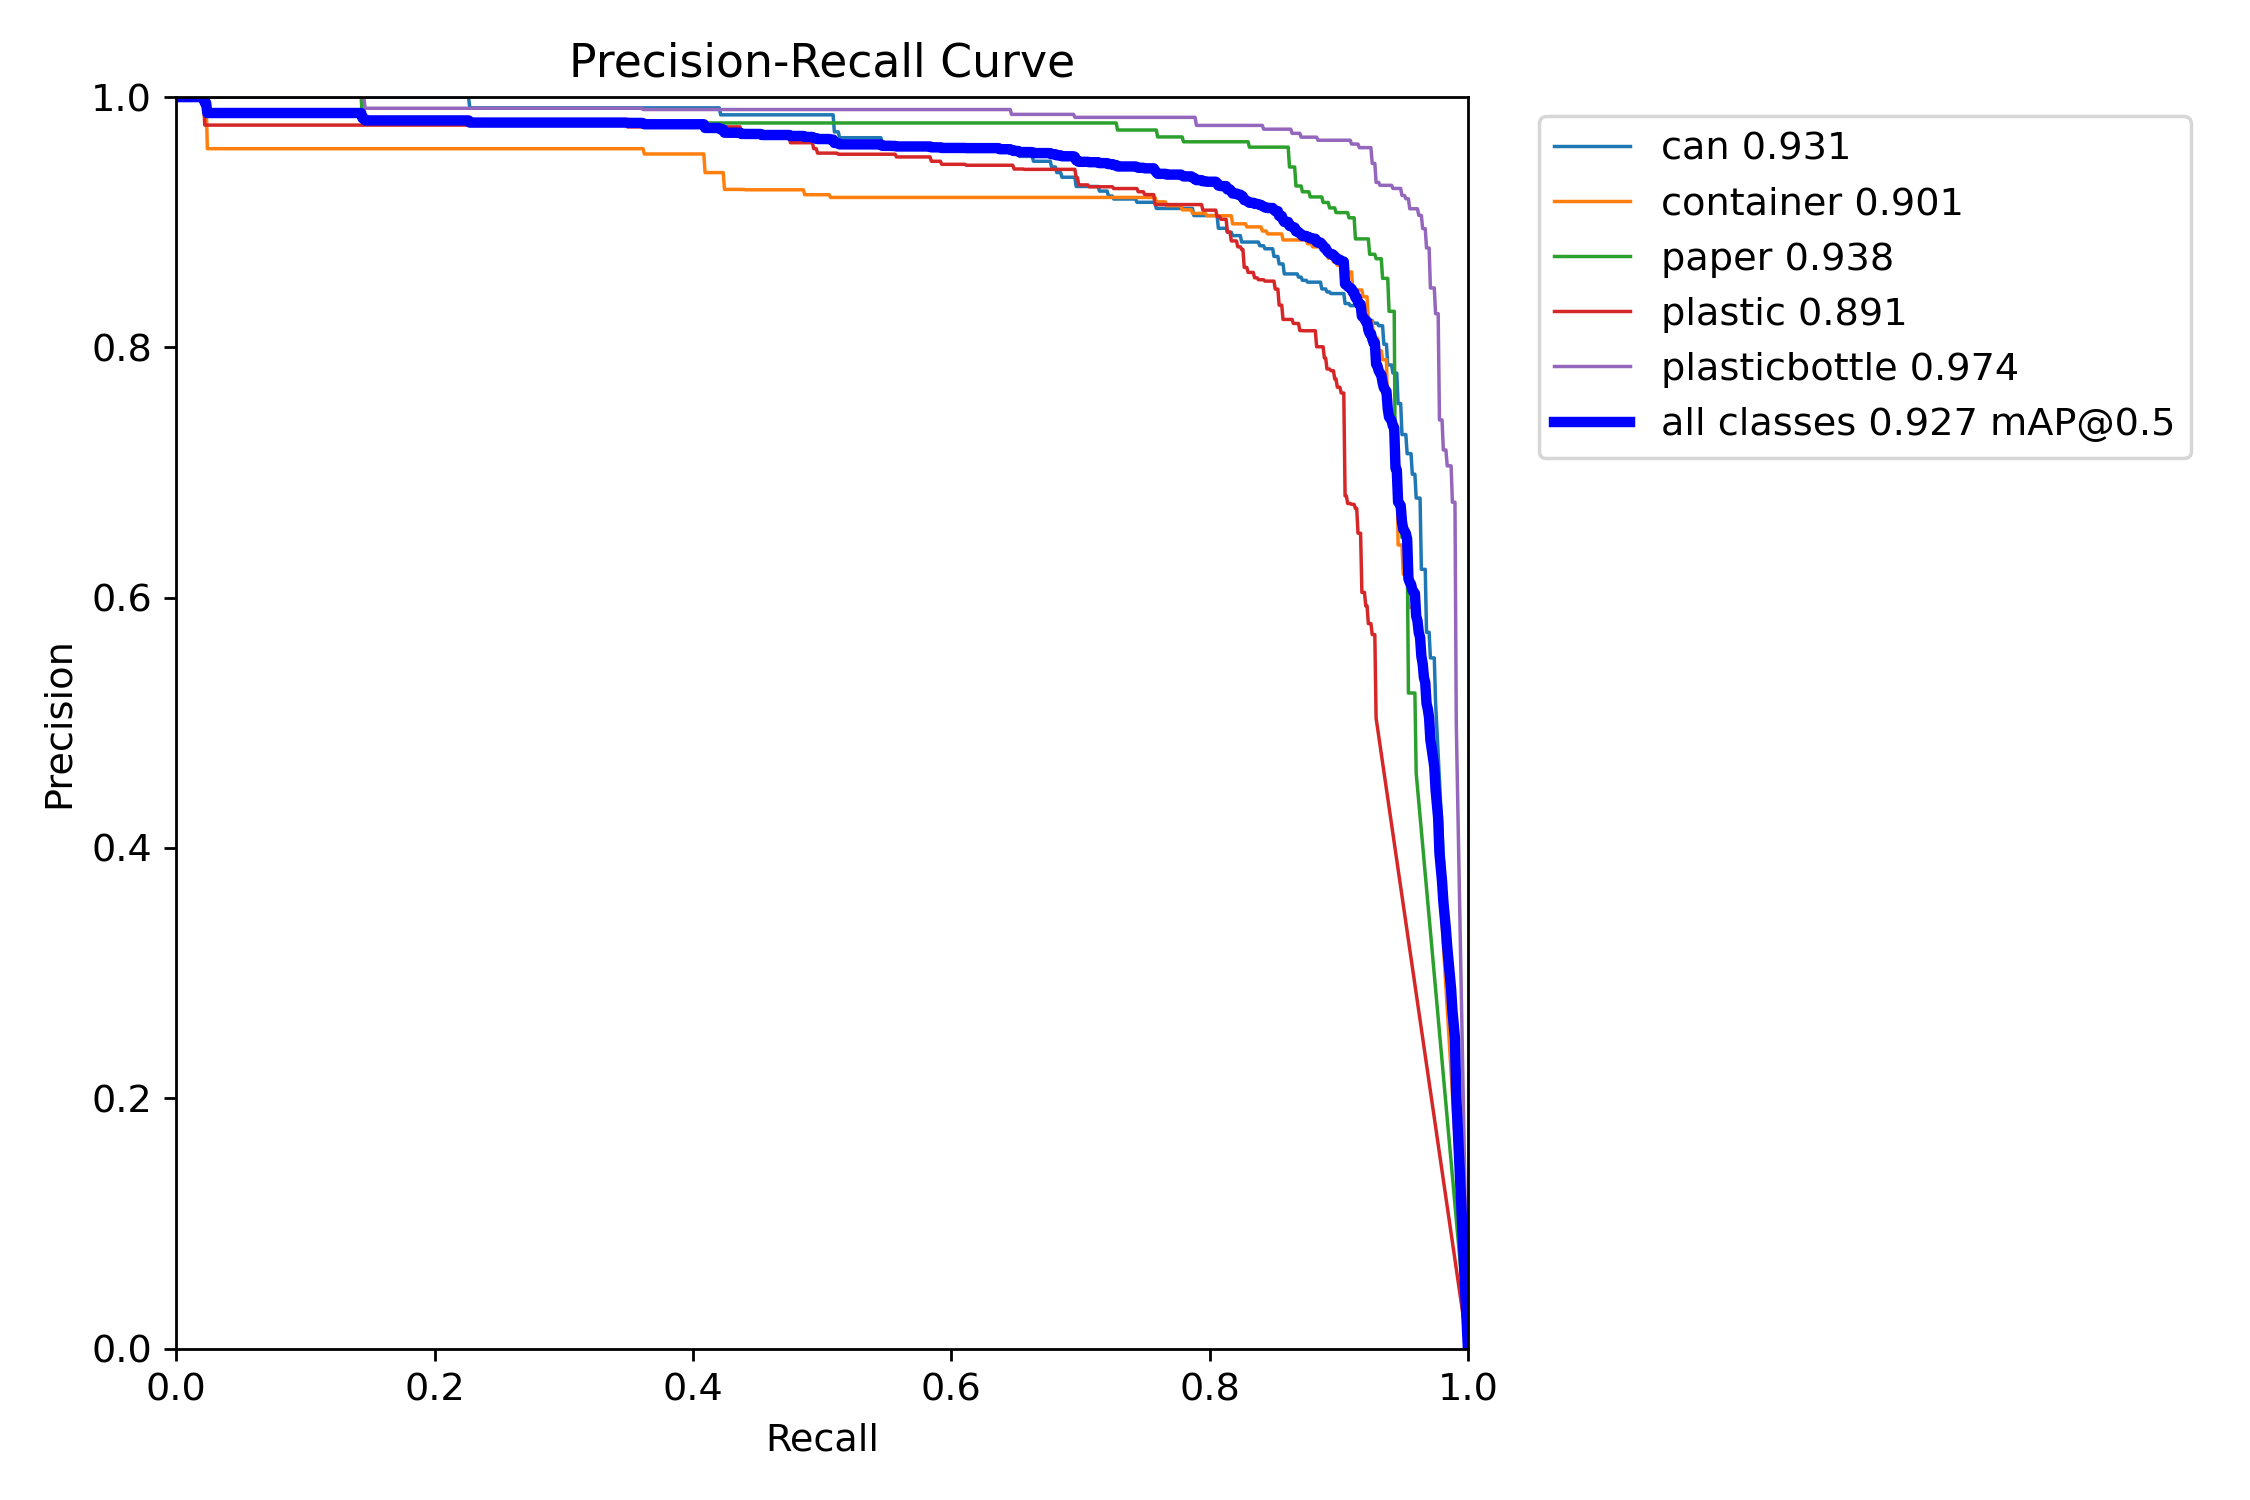 Precision-Recall Curve
1.0
0.8
0.6
0.4
0.2
0.0
Precision
0.0 0.2 0.4 0.6 0.8 1.0
Recall
can 0.931
container 0.901
paper 0.938
plastic 0.891
plasticbottle 0.974
all classes 0.927 mAP@0.5